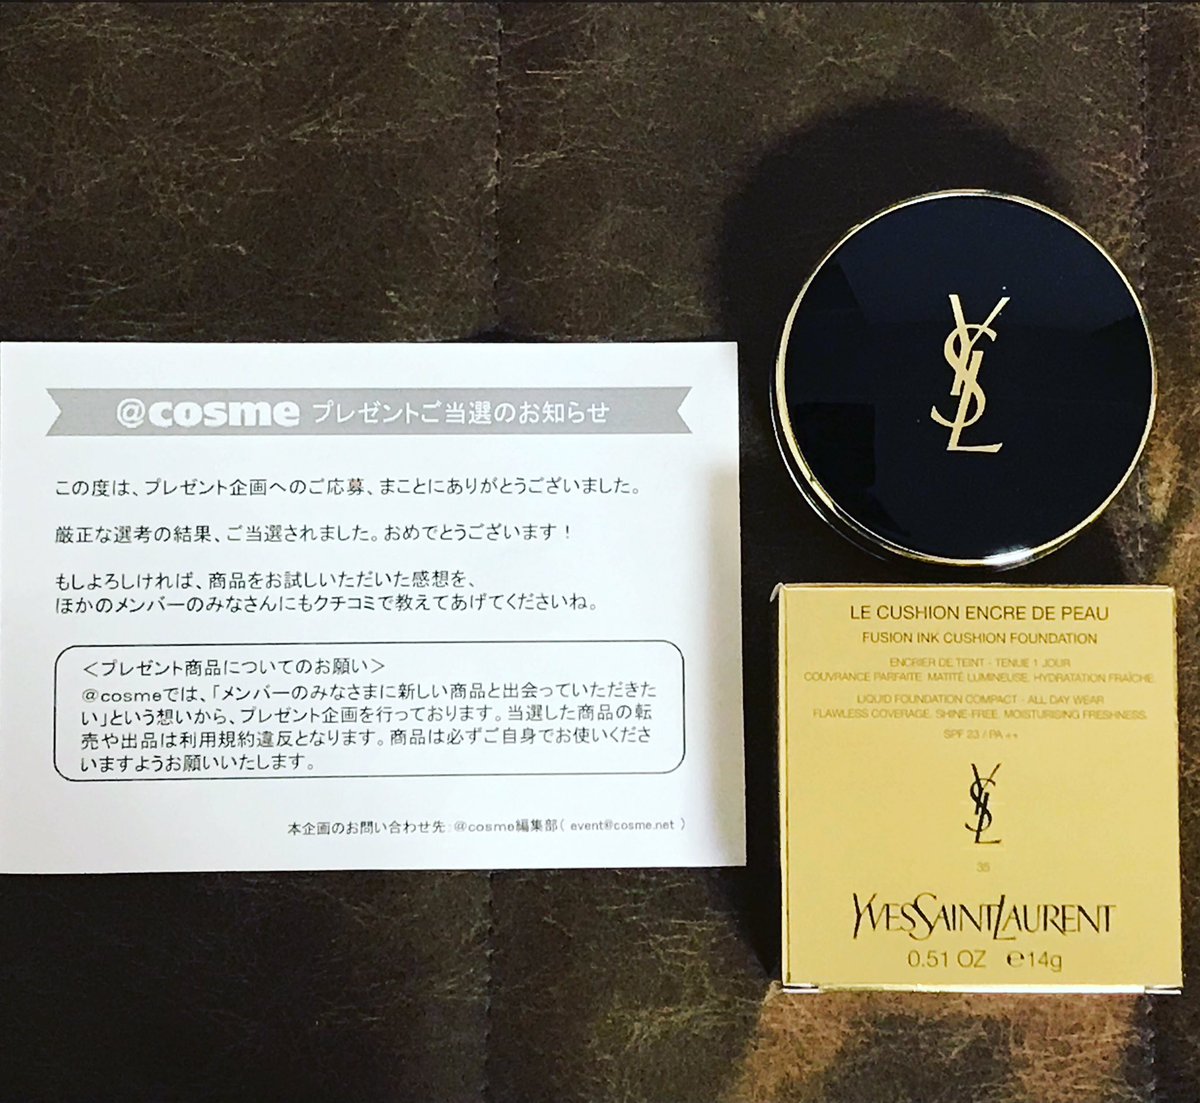 @cosme プレゼントご当選のお知らせ
この度は、プレゼント企画へのご応募、まことにありがとうございました。
厳正な選考の結果、ご当選されました。おめでとうございます！
もしよろしければ、商品をお試しいただいた感想を、
ほかのメンバーのみなさんにもクチコミで教えてあげてくださいね。
＜プレゼント商品についてのお願い＞
@cosmeでは、「メンバーのみなさまに新しい商品と出会っていただきた
い」という想いから、プレゼント企画を行っております。当選した商品の転
売や出品は利用規約違反となります。商品は必ずご自身でお使いくださ
いますようお願いいたします。
本企画のお問い合わせ先：@cosme編集部( event@cosme.net )
YSL
LE CUSHION ENCRE DE PEAU
FUSION INK CUSHION FOUNDATION
ENCRIER DE TEINT - TENUE 1 JOUR
COUVRANCE PARFAITE. MATITÉ LUMINEUSE. HYDRATATION FRAÎCHE.
LIQUID FOUNDATION COMPACT - ALL DAY WEAR
FLAWLESS COVERAGE. SHINE-FREE. MOISTURISING FRESHNESS.
SPF 23 / PA++
YSL
35
YVESSAINTLAURENT
0.51 OZ ℮14g